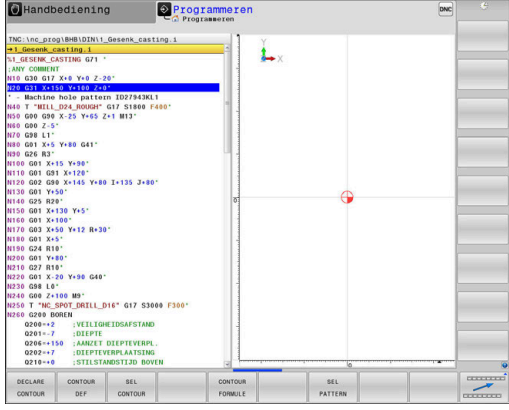 Handbediening
Programmeren
Programmeren
DNC
TNC:\nc_prog\BHB\DIN\1_Gesenk_casting.i
→1_Gesenk_casting.i
%1_GESENK_CASTING G71 *
;ANY COMMENT
N10 G30 G17 X+0 Y+0 Z-20*
N20 G31 X+150 Y+100 Z+0*
* - Machine hole pattern ID27943KL1
N40 T "MILL_D24_ROUGH" G17 S1800 F400*
N50 G00 G90 X-25 Y+65 Z+1 M13*
N60 G00 Z-5*
N70 G98 L1*
N80 G01 X+5 Y+80 G41*
N90 G26 R3*
N100 G01 X+15 Y+90*
N110 G01 G91 X+120*
N120 G02 G90 X+145 Y+80 I+135 J+80*
N130 G01 Y+50*
N140 G25 R20*
N150 G01 X+130 Y+5*
N160 G01 X+100*
N170 G03 X+50 Y+12 R+30*
N180 G01 X+5*
N190 G24 R10*
N200 G01 Y+80*
N210 G27 R10*
N220 G01 X-20 Y+90 G40*
N230 G98 L0*
N240 G00 Z+100 M9*
N250 T "NC_SPOT_DRILL_D16" G17 S3000 F300*
N260 G200 BOREN
Q200=+2 ;VEILIGHEIDSAFSTAND
Q201=-7 ;DIEPTE
Q206=+150 ;AANZET DIEPTEVERPL.
Q202=+7 ;DIEPTEVERPLAATSING
Q210=+0 ;STILSTANDSTIJD BOVEN
Y
X
0
0
DECLARE CONTOUR
CONTOUR DEF
SEL CONTOUR
CONTOUR FORMULE
SEL PATTERN